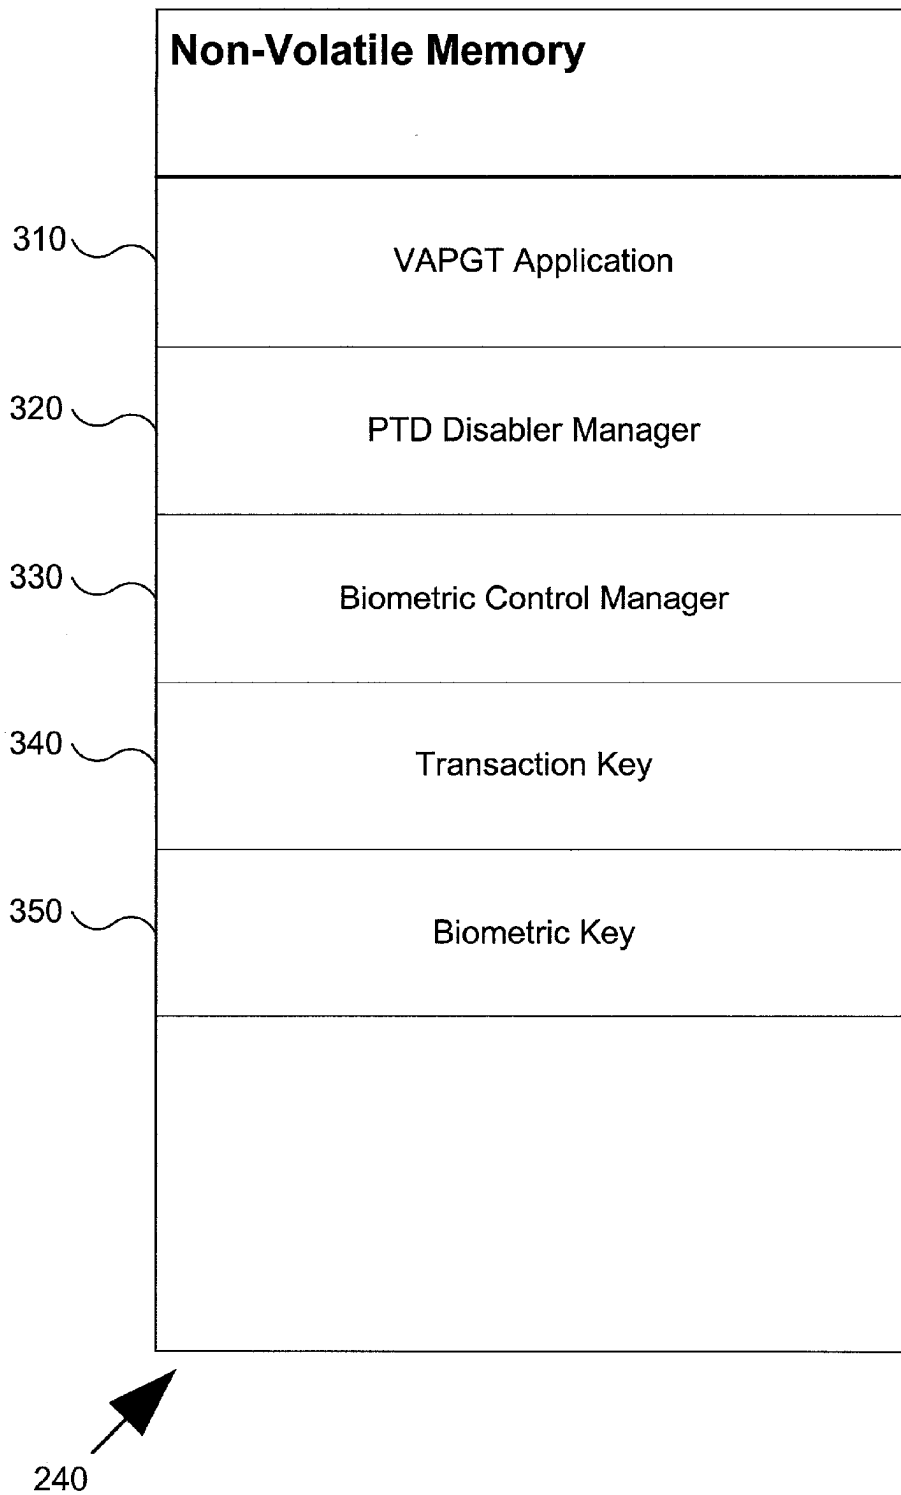 Non-Volatile Memory
310
VAPGT Application
320
PTD Disabler Manager
330
Biometric Control Manager
340
Transaction Key
350
Biometric Key
240